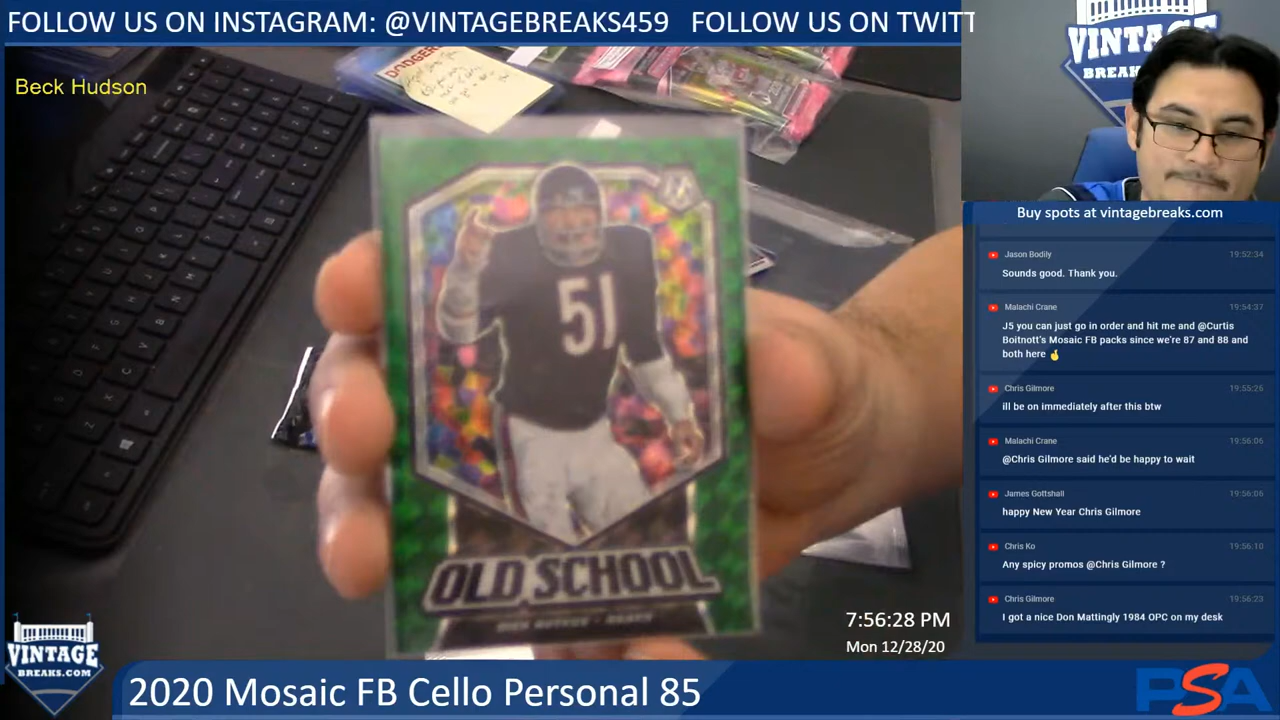 FOLLOW US ON INSTAGRAM: @VINTAGEBREAKS459 FOLLOW US ON TWITT
Beck Hudson
DODGERS
VINTAGE
BREAK
51
OLD SCHOOL
Buy spots at vintagebreaks.com
Jason Bodily 19:52:34
Sounds good. Thank you.
Malachi Crane 19:54:37
J5 you can just go in order and hit me and @Curtis
Boitnott's Mosaic FB packs since we're 87 and 88 and
both here
Chris Gilmore 19:55:26
ill be on immediately after this btw
Malachi Crane 19:56:06
@Chris Gilmore said he'd be happy to wait
James Gottshall 19:56:06
happy New Year Chris Gilmore
Chris Ko 19:56:10
Any spicy promos @Chris Gilmore ?
Chris Gilmore 19:56:23
I got a nice Don Mattingly 1984 OPC on my desk
7:56:28 PM
Mon 12/28/20
VINTAGE
BREAKS.COM
2020 Mosaic FB Cello Personal 85
PSA